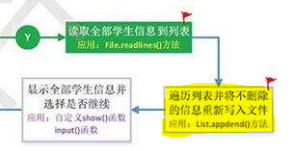 Y
读取全部学生信息到列表
应用：File.readlines()方法
显示全部学生信息并
选择是否继续
应用：自定义show()函数
input()函数
遍历列表并将不删除
的信息重新写入文件
应用：List.appdend()方法